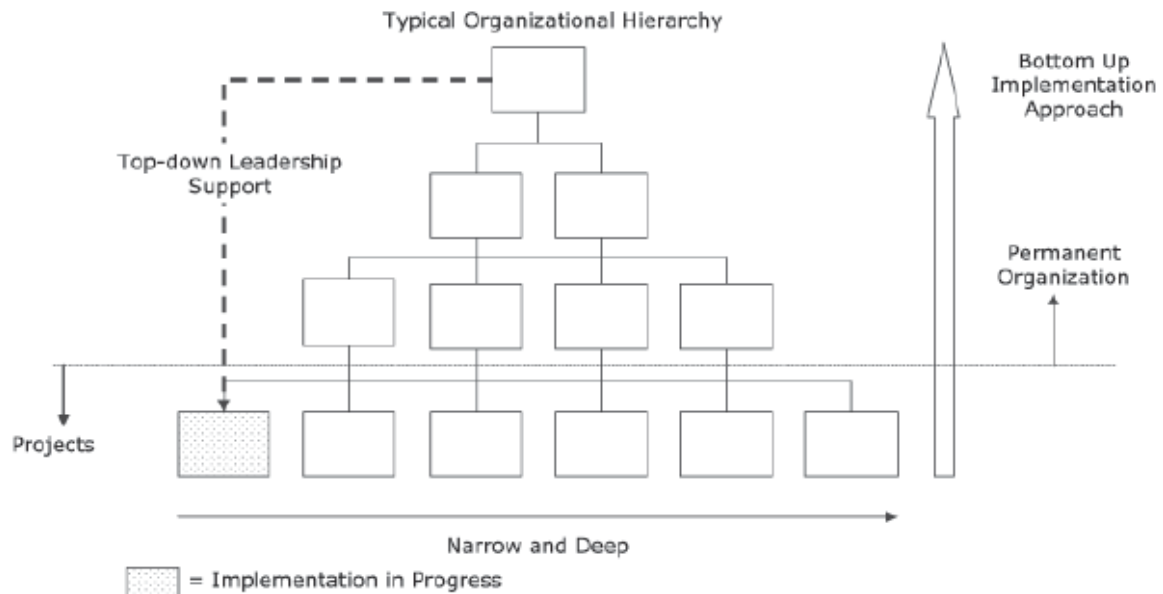 Typical Organizational Hierarchy
Bottom Up
Implementation
Approach
Top-down Leadership
Support
Permanent
Organization
Projects
Narrow and Deep
= Implementation in Progress